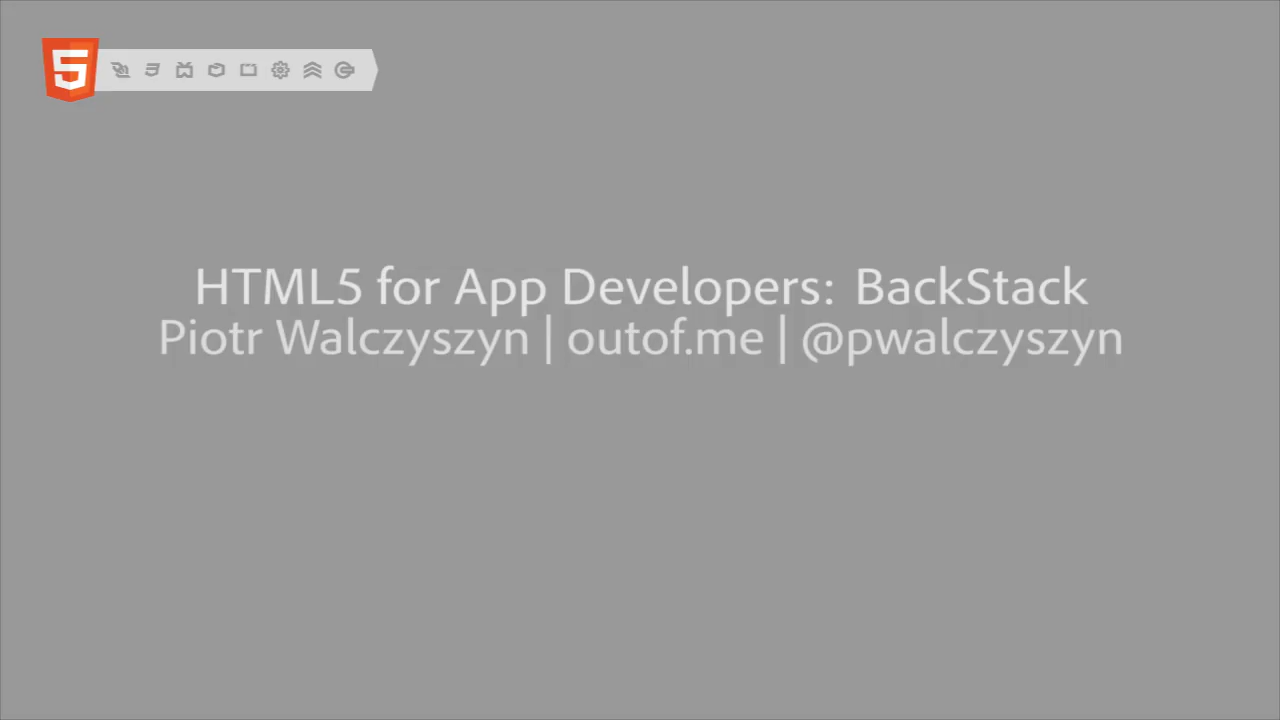 5
HTML5 for App Developers: BackStack
Piotr Walczyszyn | outof.me | @pwalczyszyn